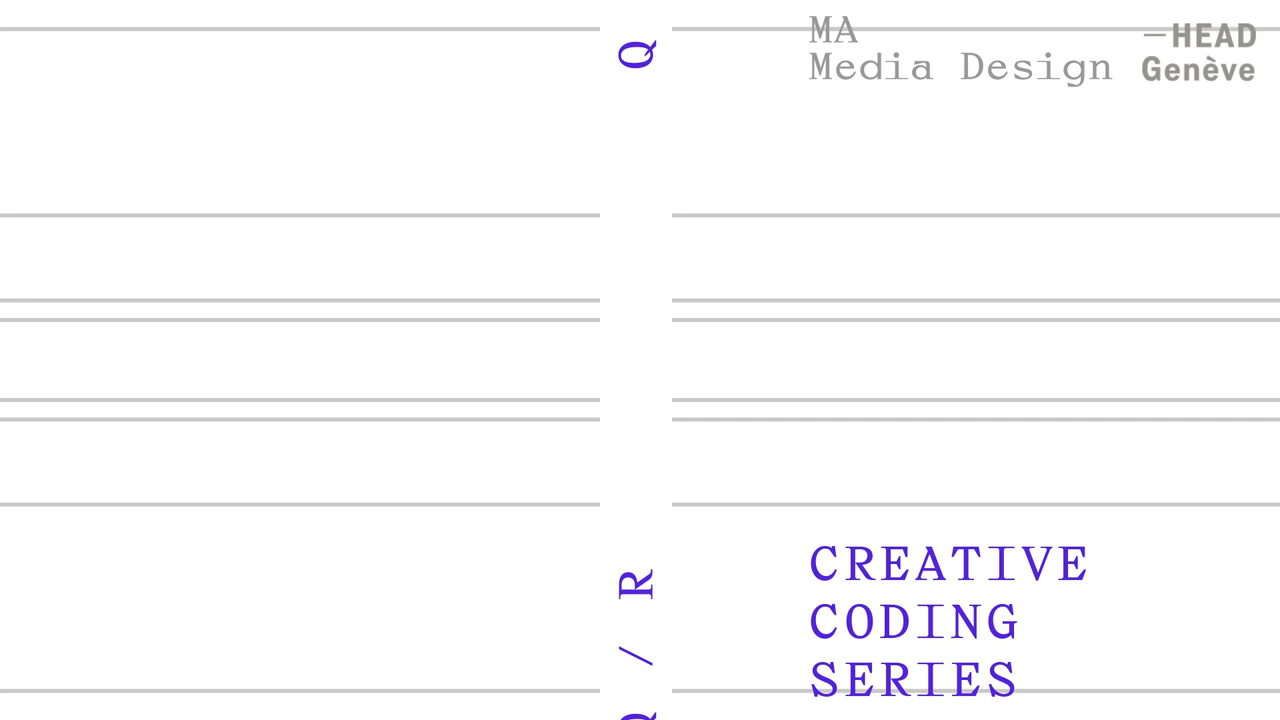 MA
Media Design
—HEAD
Genève
Q / R Q
CREATIVE
CODING
SERIES